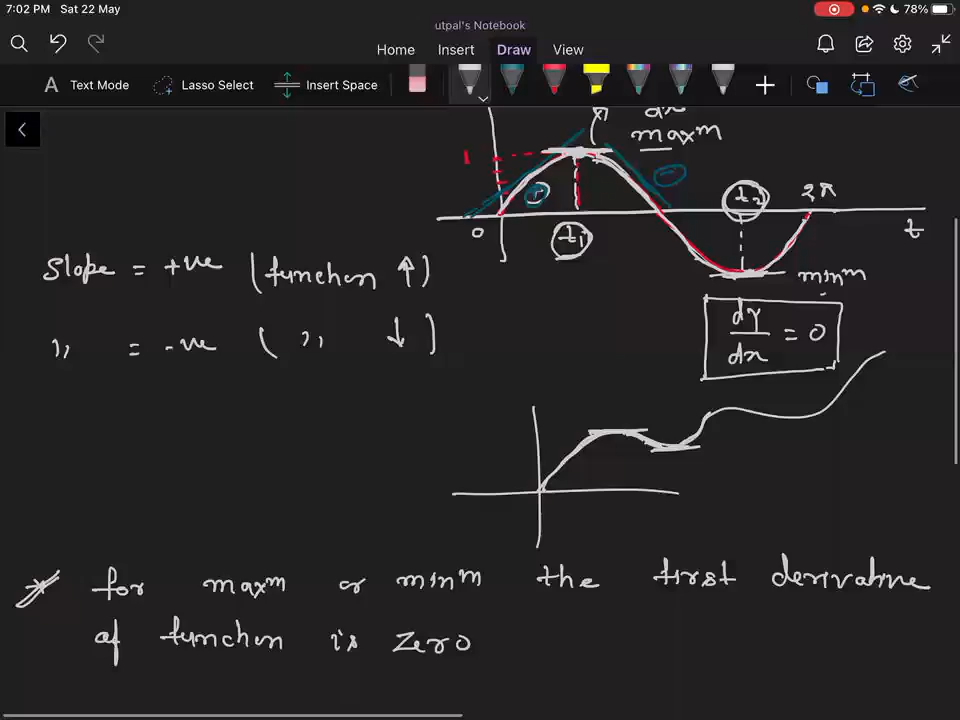 7:02 PM Sat 22 May
78%
utpal's Notebook
Home Insert Draw View
Text Mode Lasso Select Insert Space
maxm
1
0 t1 t2 2π t
minm
Slope = +ve (function ↑)
,, = -ve ( ,, ↓ )
dy/dx = 0
for maxm or minm the first derivative
of function is zero